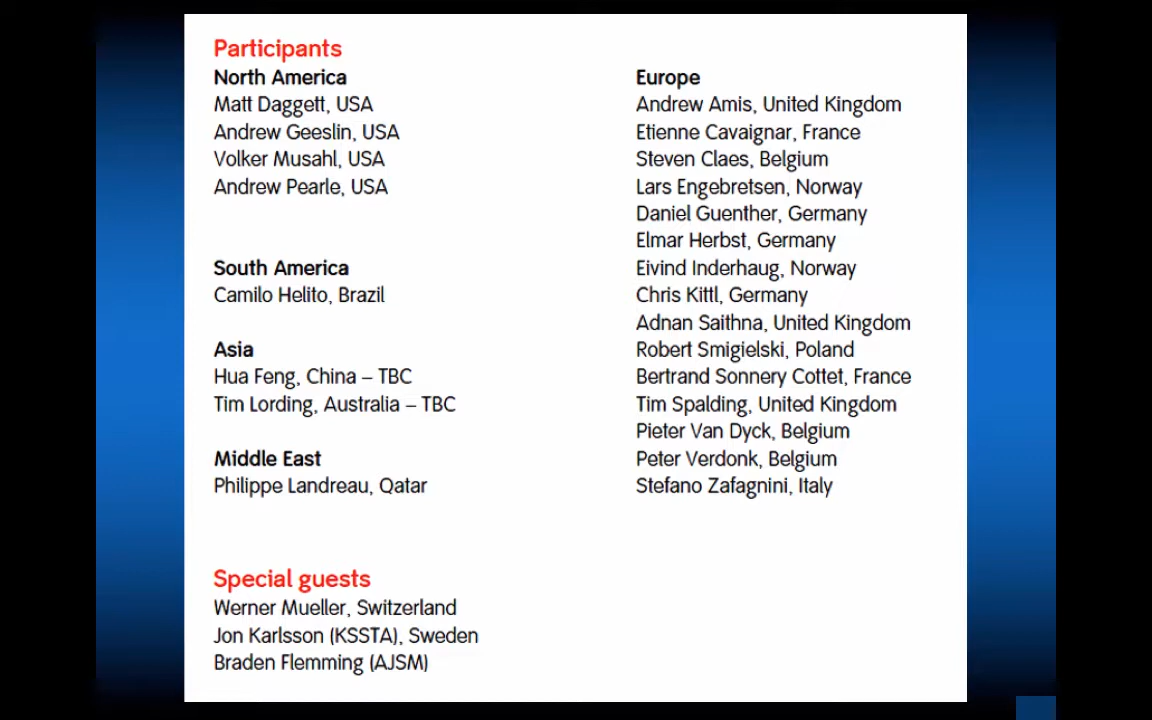 Participants
North America
Matt Daggett, USA
Andrew Geeslin, USA
Volker Musahl, USA
Andrew Pearle, USA
South America
Camilo Helito, Brazil
Asia
Hua Feng, China – TBC
Tim Lording, Australia – TBC
Middle East
Philippe Landreau, Qatar
Europe
Andrew Amis, United Kingdom
Etienne Cavaignar, France
Steven Claes, Belgium
Lars Engebretsen, Norway
Daniel Guenther, Germany
Elmar Herbst, Germany
Eivind Inderhaug, Norway
Chris Kittl, Germany
Adnan Saithna, United Kingdom
Robert Smigielski, Poland
Bertrand Sonnery Cottet, France
Tim Spalding, United Kingdom
Pieter Van Dyck, Belgium
Peter Verdonk, Belgium
Stefano Zafagnini, Italy
Special guests
Werner Mueller, Switzerland
Jon Karlsson (KSSTA), Sweden
Braden Flemming (AJSM)